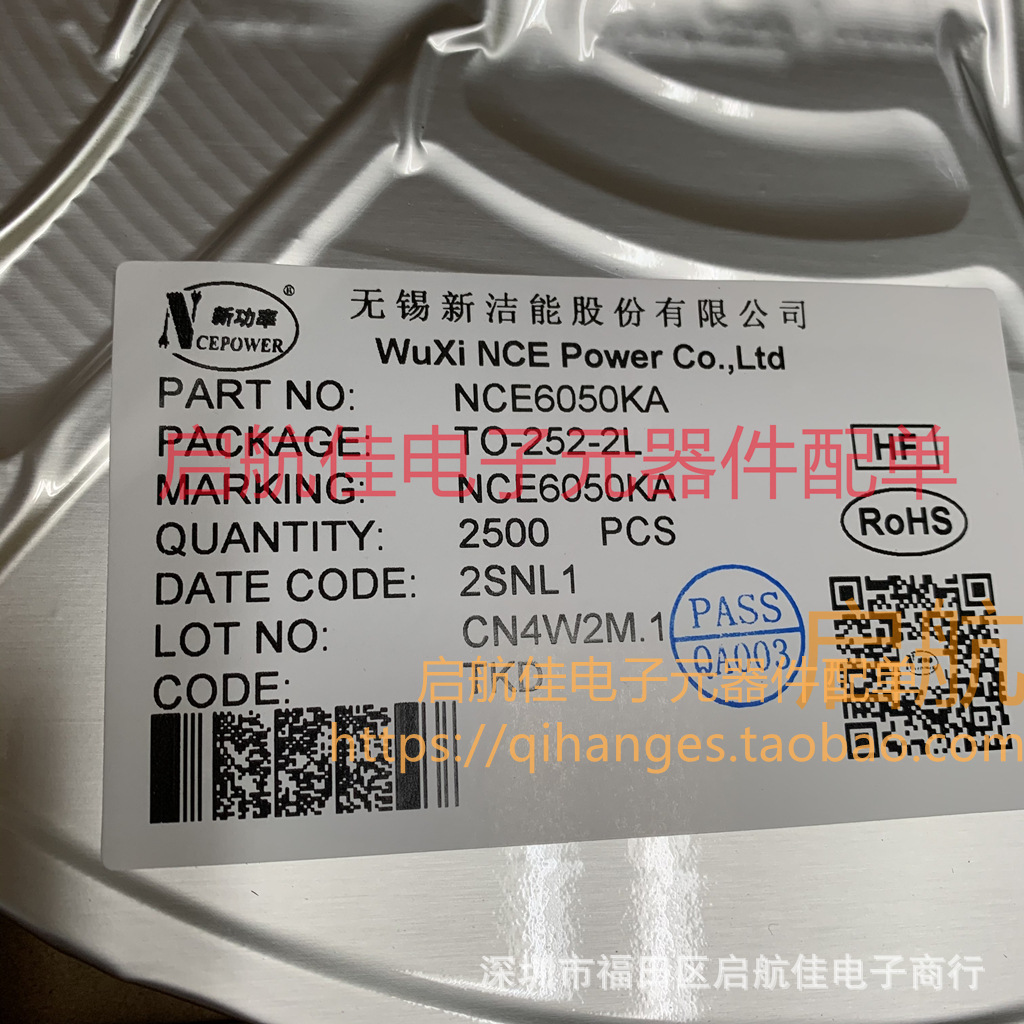 新功率
NCEPOWER
®
无锡新洁能股份有限公司
WuXi NCE Power Co.,Ltd
PART NO: NCE6050KA
PACKAGE: TO-252-2L
HF
启航佳电子元器件配单
MARKING: NCE6050KA
RoHS
QUANTITY: 2500 PCS
DATE CODE: 2SNL1
PASS
LOT NO: CN4W2M.1
QA003
启航
CODE: TKD
启航佳电子元器件配单
https://qihanges.taobao.com
深圳市福田区启航佳电子商行